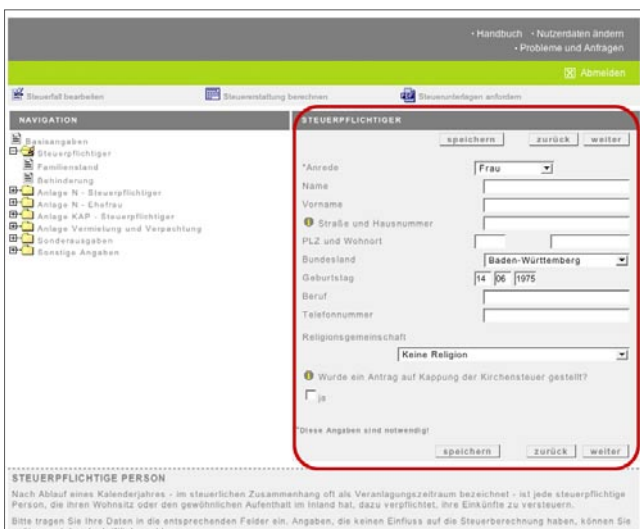 · Handbuch · Nutzerdaten ändern
· Probleme und Anfragen
Abmelden
Steuerfall bearbeiten Steuererstattung berechnen Steuerunterlagen anfordern
NAVIGATION
Basisangaben
Steuerpflichtiger
Familienstand
Behinderung
Anlage N - Steuerpflichtiger
Anlage N - Ehefrau
Anlage KAP - Steuerpflichtiger
Anlage Vermietung und Verpachtung
Sonderausgaben
Sonstige Angaben
STEUERPFLICHTIGER
speichern zurück weiter
*Anrede Frau
Name
Vorname
Straße und Hausnummer
PLZ und Wohnort
Bundesland Baden-Württemberg
Geburtstag 14 06 1975
Beruf
Telefonnummer
Religionsgemeinschaft
Keine Religion
Wurde ein Antrag auf Kappung der Kirchensteuer gestellt?
ja
*Diese Angaben sind notwendig!
speichern zurück weiter
STEUERPFLICHTIGE PERSON
Nach Ablauf eines Kalenderjahres - im steuerlichen Zusammenhang oft als Veranlagungszeitraum bezeichnet - ist jede steuerpflichtige
Person, die ihren Wohnsitz oder den gewöhnlichen Aufenthalt im Inland hat, dazu verpflichtet, ihre Einkünfte zu versteuern.
Bitte tragen Sie Ihre Daten in die entsprechenden Felder ein. Angaben, die keinen Einfluss auf die Steuerberechnung haben, können Sie